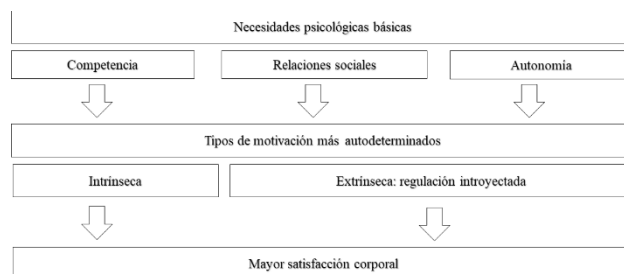 Necesidades psicológicas básicas
Competencia
Relaciones sociales
Autonomía
Tipos de motivación más autodeterminados
Intrínseca
Extrínseca: regulación introyectada
Mayor satisfacción corporal